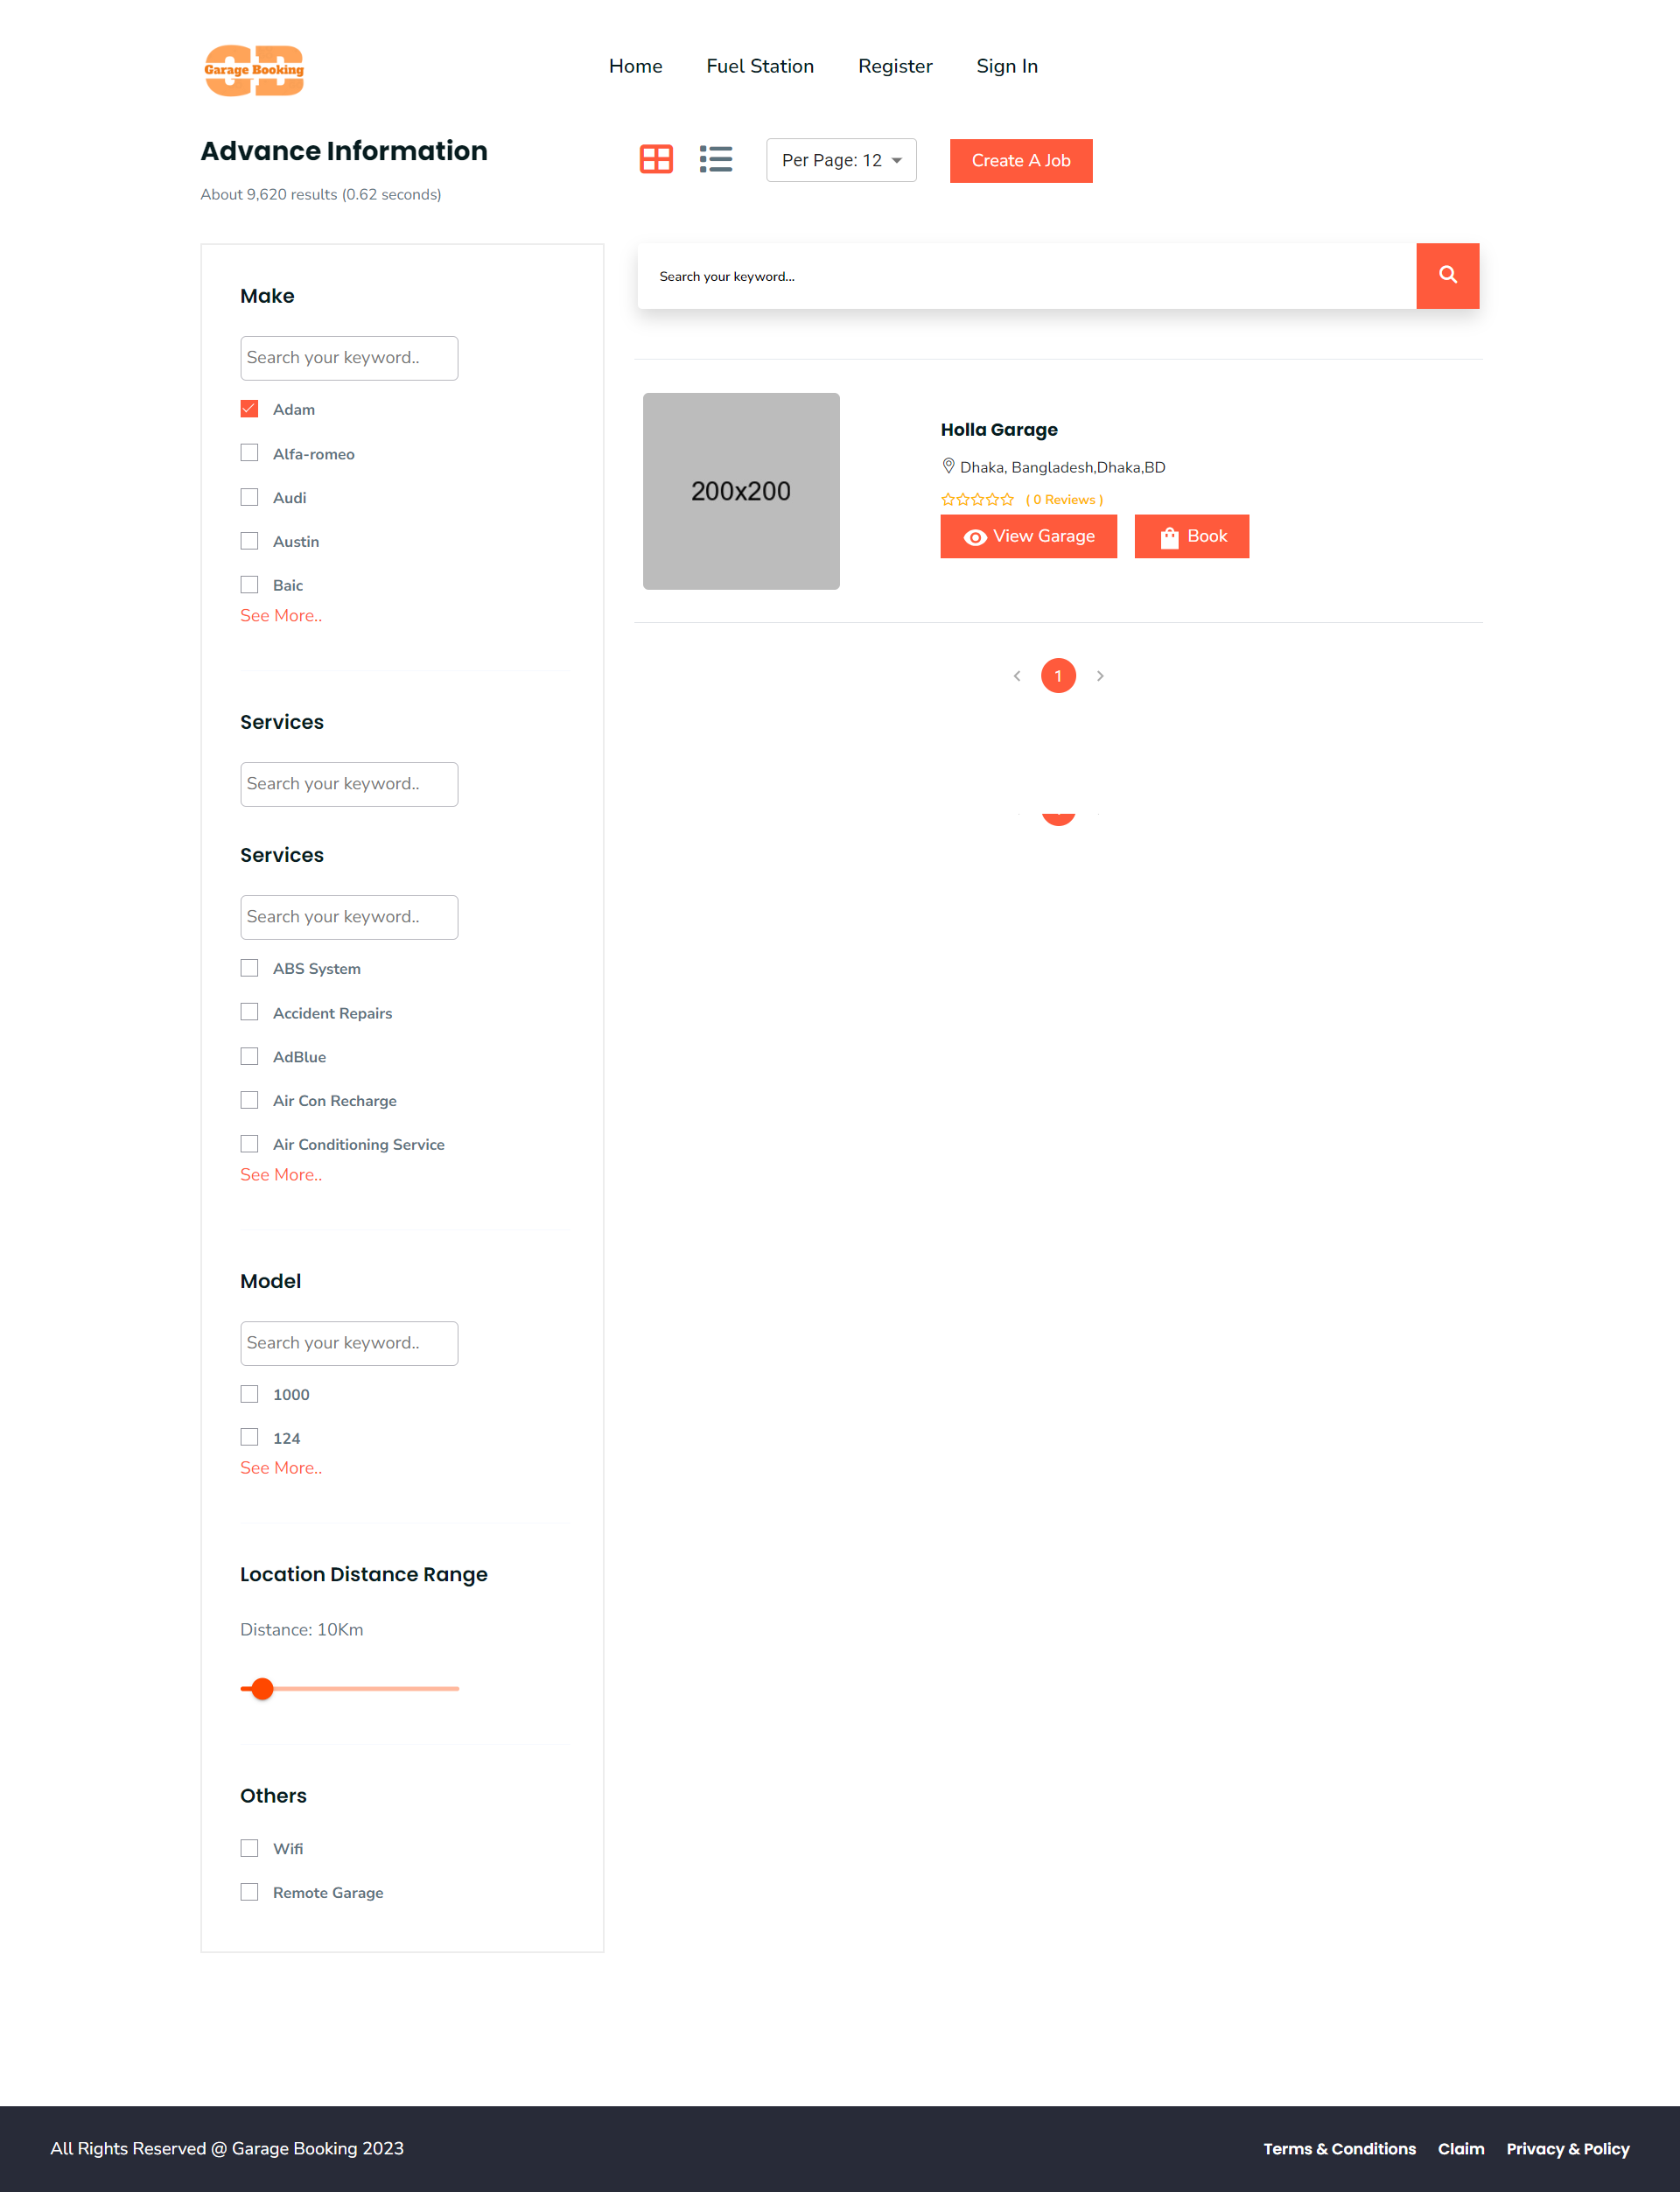 Garage Booking
Home Fuel Station Register Sign In
Advance Information
About 9,620 results (0.62 seconds)
Per Page: 12
Create A Job
Make
Search your keyword..
Adam
Alfa-romeo
Audi
Austin
Baic
See More..
Services
Search your keyword..
Services
Search your keyword..
ABS System
Accident Repairs
AdBlue
Air Con Recharge
Air Conditioning Service
See More..
Model
Search your keyword..
1000
124
See More..
Location Distance Range
Distance: 10Km
Others
Wifi
Remote Garage
Search your keyword...
200x200
Holla Garage
Dhaka, Bangladesh,Dhaka,BD
( 0 Reviews )
View Garage
Book
1
All Rights Reserved @ Garage Booking 2023
Terms & Conditions Claim Privacy & Policy